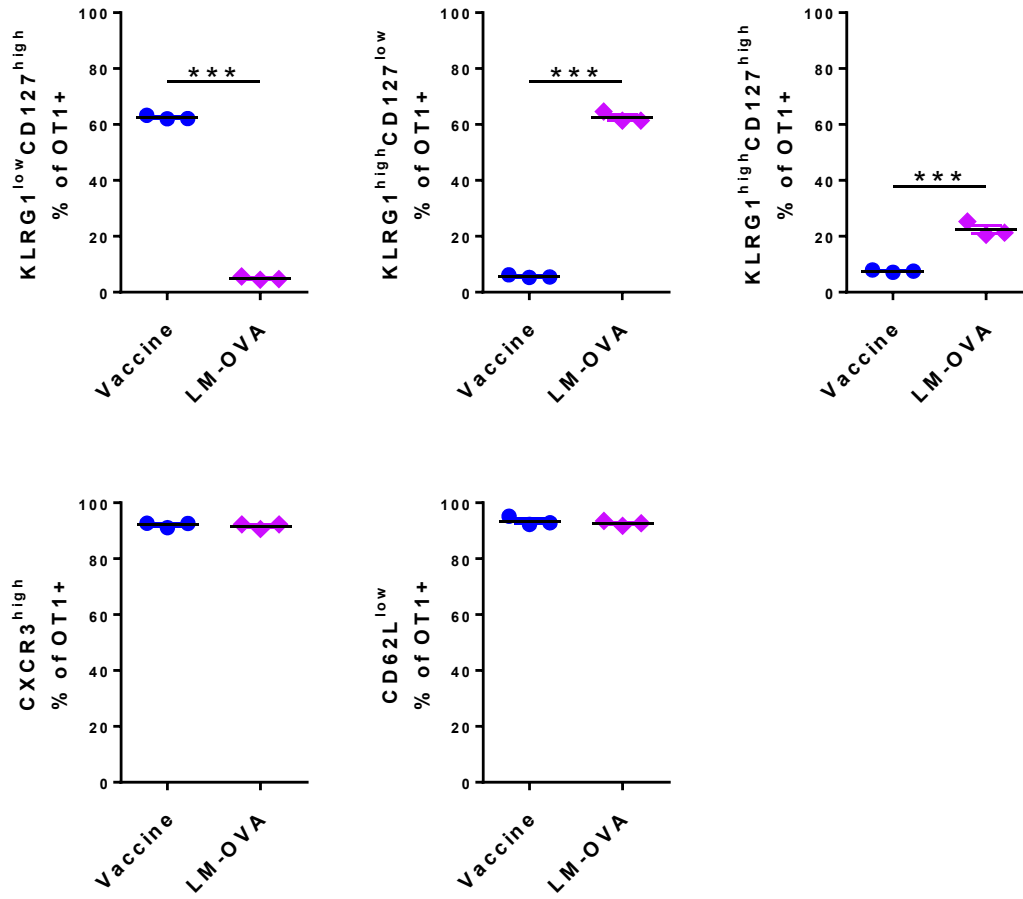 KLRG1lowCD127high
% of OT1+
100
80
60
40
20
0
***
Vaccine
LM-OVA
KLRG1highCD127low
% of OT1+
100
80
60
40
20
0
***
Vaccine
LM-OVA
KLRG1highCD127high
% of OT1+
100
80
60
40
20
0
***
Vaccine
LM-OVA
CXCR3high
% of OT1+
100
80
60
40
20
0
Vaccine
LM-OVA
CD62Llow
% of OT1+
100
80
60
40
20
0
Vaccine
LM-OVA